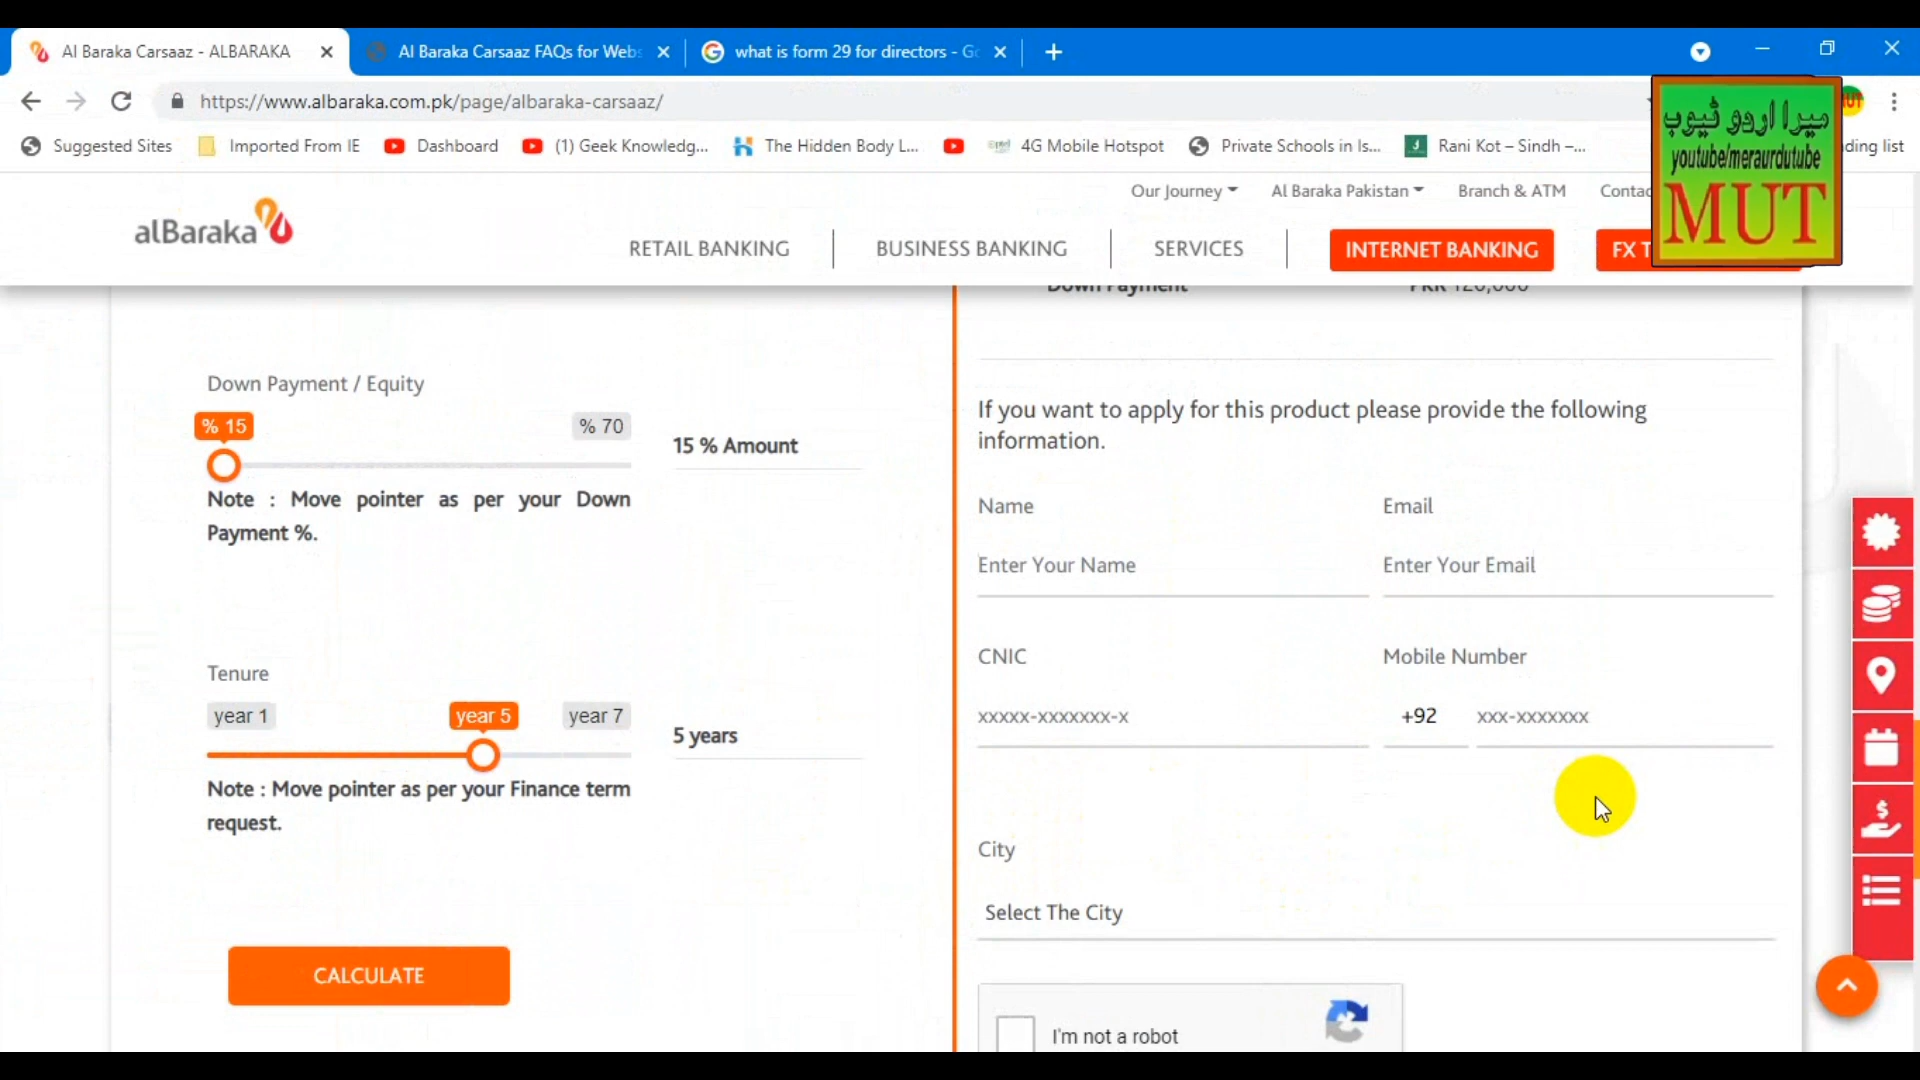 Al Baraka Carsaaz - ALBARAKA
Al Baraka Carsaaz FAQs for Webs
what is form 29 for directors - Go
https://www.albaraka.com.pk/page/albaraka-carsaaz/
Suggested Sites
Imported From IE
Dashboard
(1) Geek Knowledg...
The Hidden Body L...
4G Mobile Hotspot
Private Schools in Is...
Rani Kot – Sindh –...
ding list
میرا اردو ٹیوب
youtube/meraurdutube
MUT
Our Journey
Al Baraka Pakistan
Branch & ATM
Contac
alBaraka
RETAIL BANKING
BUSINESS BANKING
SERVICES
INTERNET BANKING
FX T
Down Payment
PKR 120,000
Down Payment / Equity
% 15
% 70
15 % Amount
Note : Move pointer as per your Down
Payment %.
Tenure
year 1
year 5
year 7
5 years
Note : Move pointer as per your Finance term
request.
CALCULATE
If you want to apply for this product please provide the following
information.
Name
Email
Enter Your Name
Enter Your Email
CNIC
Mobile Number
xxxxx-xxxxxxx-x
+92
xxx-xxxxxxx
City
Select The City
I'm not a robot